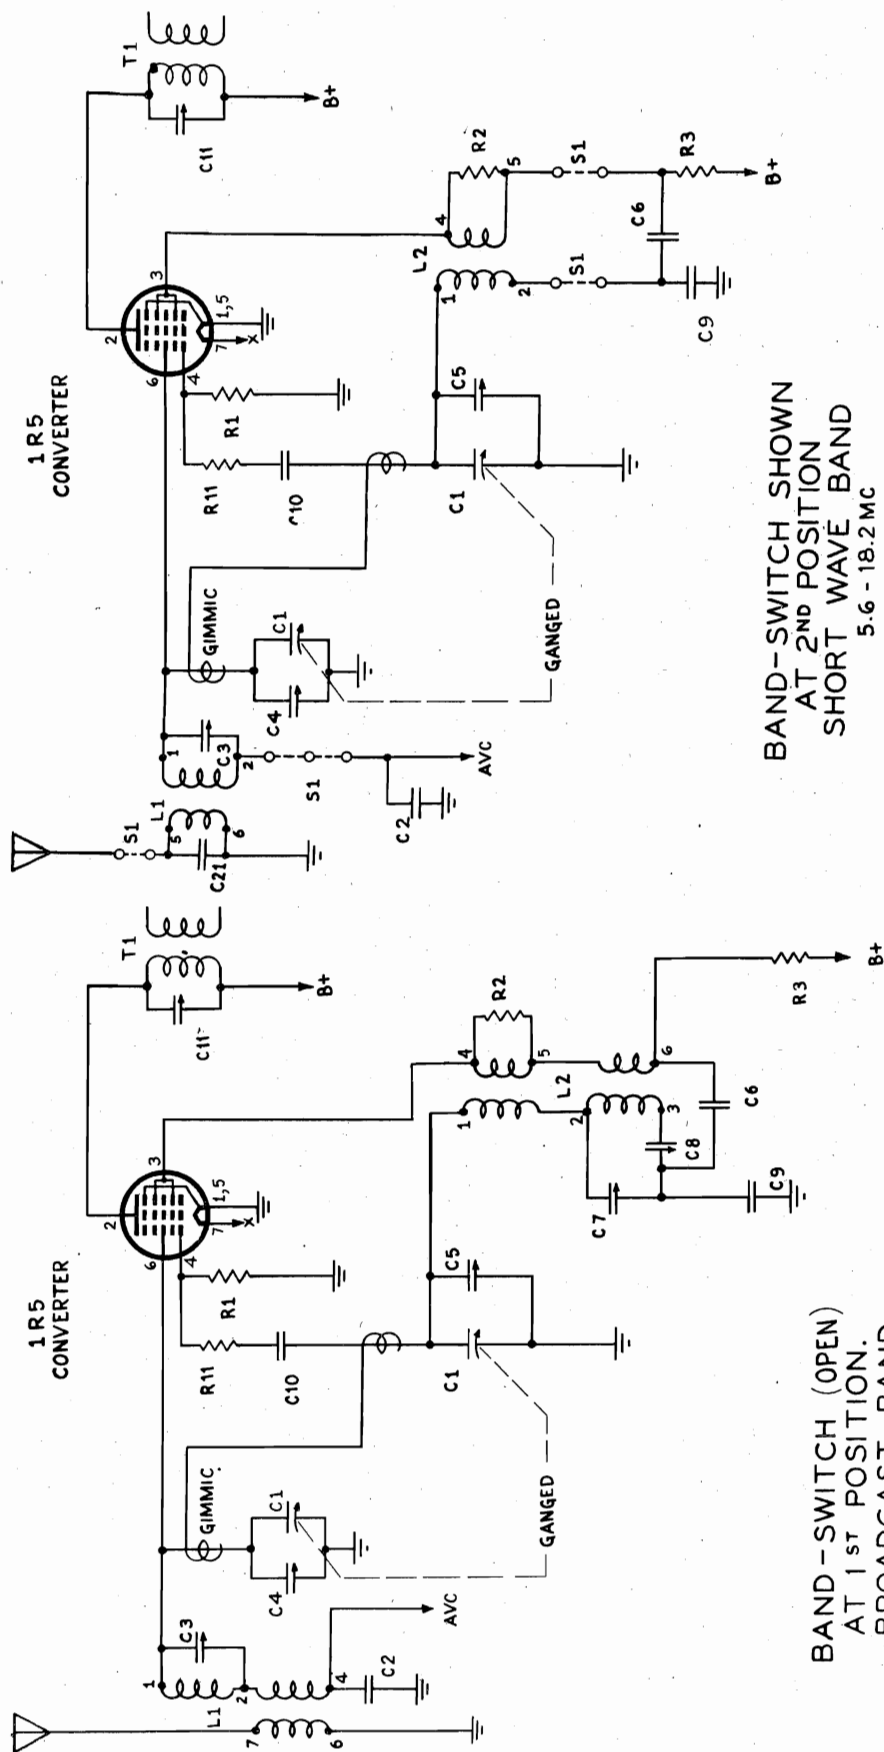 1R5
CONVERTER
T1
2
3
6
4
7
1,5
X
C11
B+
L1
1
2
4
7
6
C3
C2
AVC
GIMMIC
C4
C1
R11
R1
C10
C1
C5
GANGED
L2
1
2
3
4
5
6
R2
C7
C8
C6
C9
R3
B+
BAND-SWITCH (OPEN)
AT 1ST POSITION.
BROADCAST BAND
1R5
CONVERTER
T1
2
3
6
4
7
1,5
X
C11
B+
S1
L1
5
6
1
2
C21
C3
S1
C2
AVC
GIMMIC
C4
C1
R11
R1
C10
C1
C5
GANGED
L2
1
2
4
5
R2
S1
S1
C6
C9
R3
B+
BAND-SWITCH SHOWN
AT 2ND POSITION
SHORT WAVE BAND
5.6 - 18.2 MC